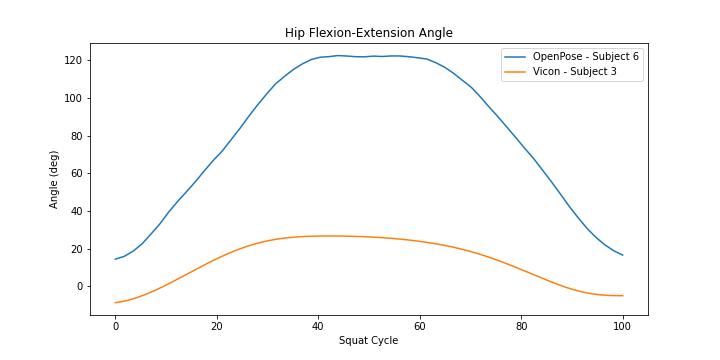 Hip Flexion-Extension Angle
OpenPose - Subject 6
Vicon - Subject 3
Angle (deg)
120
100
80
60
40
20
0
0 20 40 60 80 100
Squat Cycle